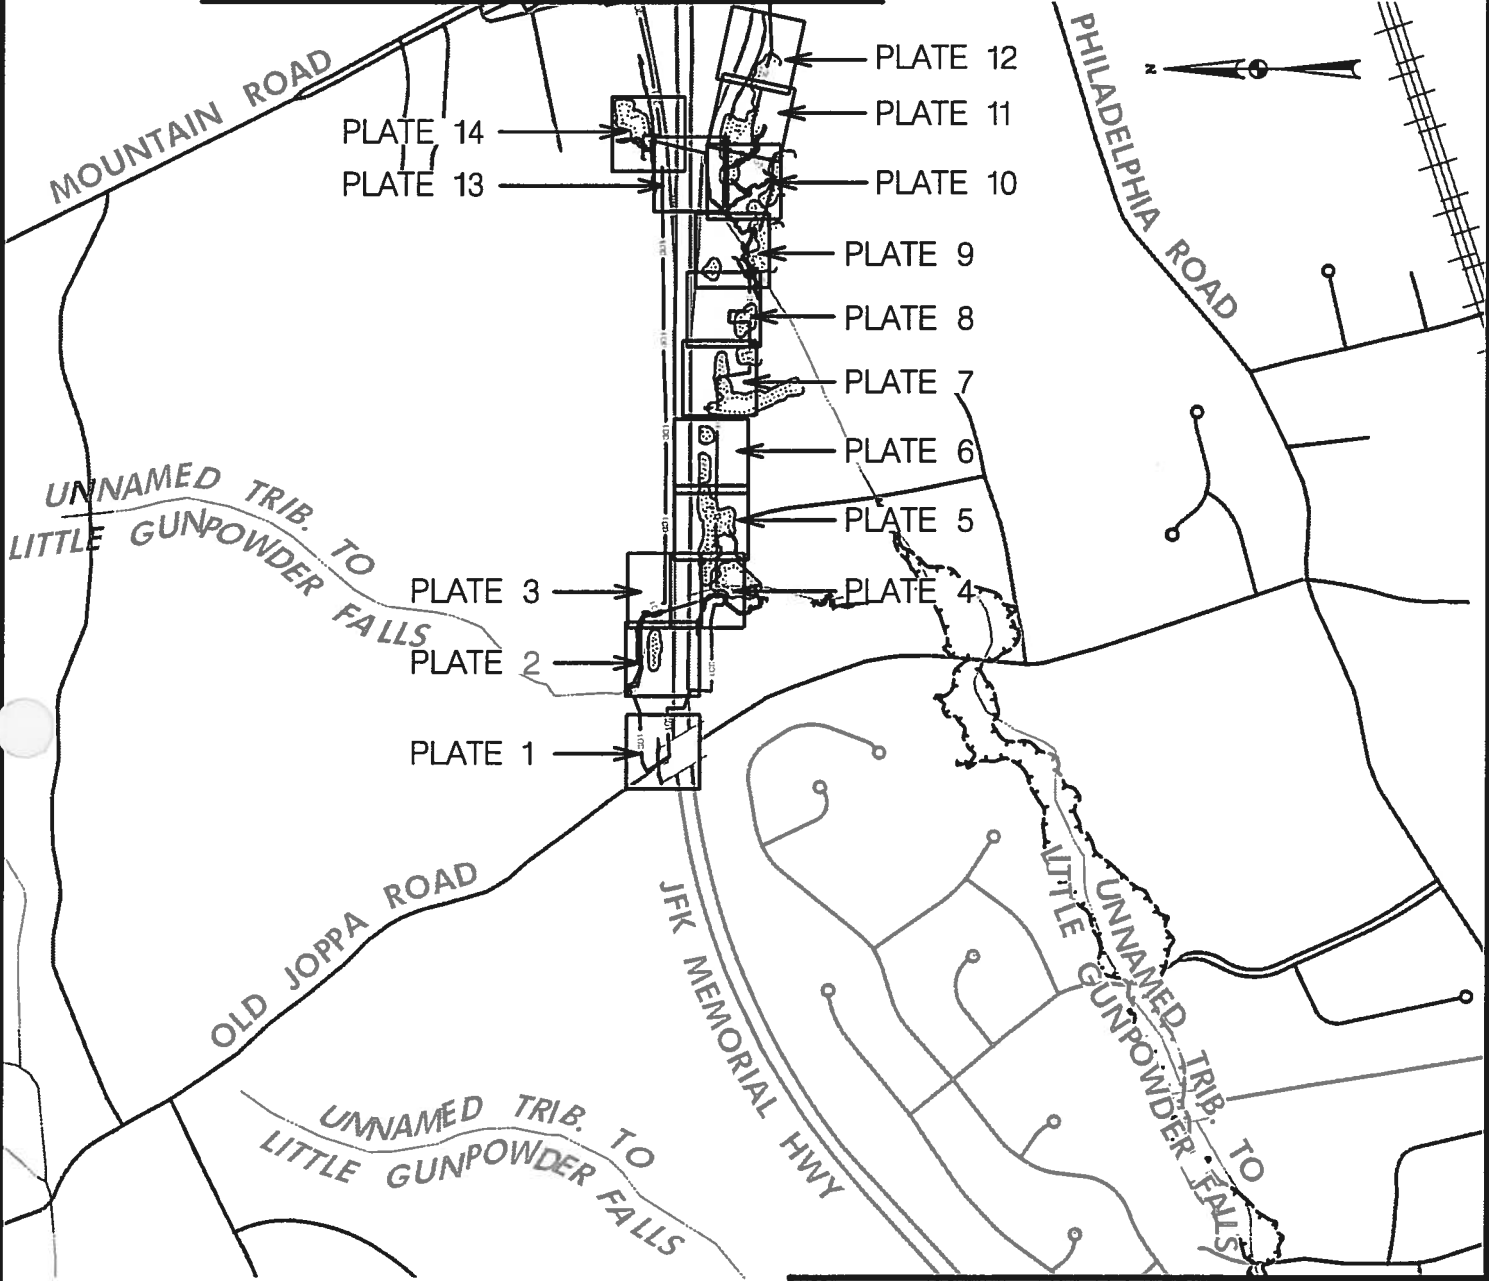 MOUNTAIN ROAD
PHILADELPHIA ROAD
PLATE 12
PLATE 11
PLATE 14
PLATE 13
PLATE 10
PLATE 9
PLATE 8
PLATE 7
PLATE 6
PLATE 5
PLATE 3
PLATE 4
PLATE 2
PLATE 1
Z
UNNAMED TRIB. TO
LITTLE GUNPOWDER FALLS
OLD JOPPA ROAD
JFK MEMORIAL HWY
UNNAMED TRIB. TO
LITTLE GUNPOWDER FALLS
UNNAMED TRIB. TO
LITTLE GUNPOWDER FALLS